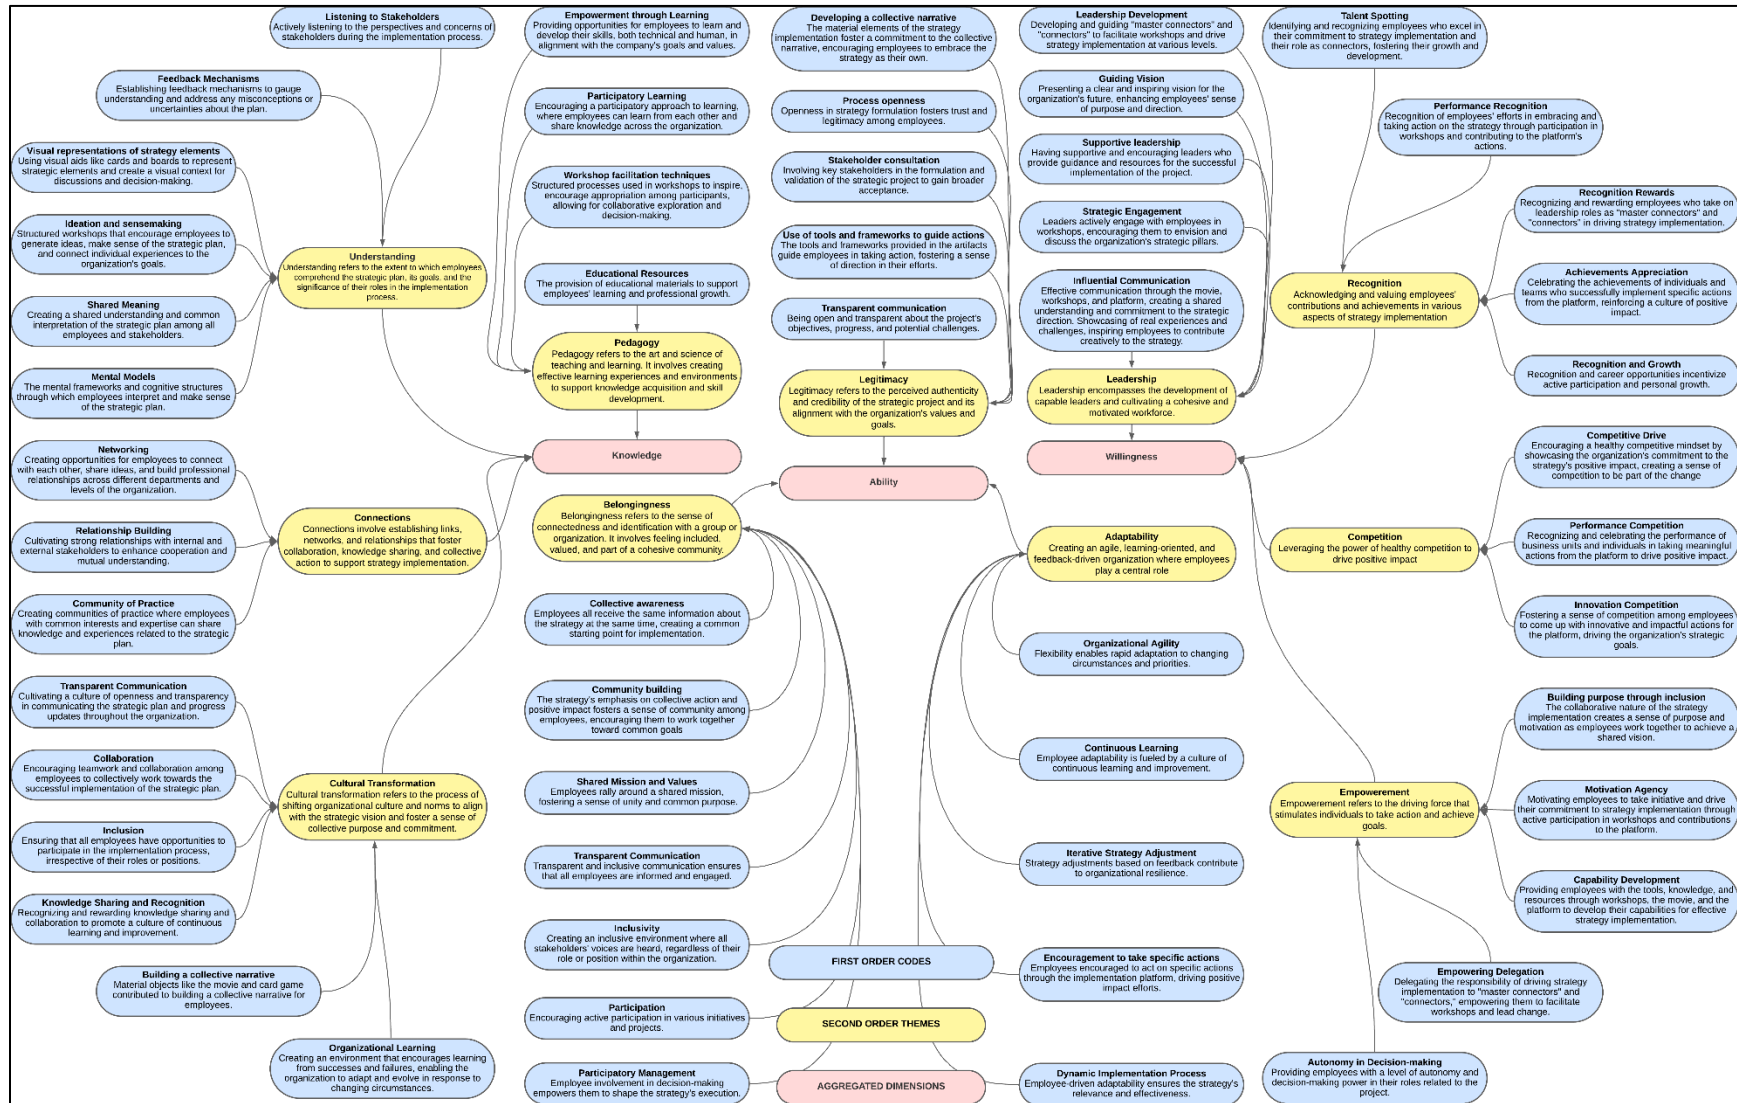 Listening to Stakeholders
Actively listening to the perspectives and concerns of
stakeholders during the implementation process.
Feedback Mechanisms
Establishing feedback mechanisms to gauge
understanding and address any misconceptions or
uncertainties about the plan.
Visual representations of strategy elements
Using visual aids like cards and boards to represent
strategic elements and create a visual context for
discussions and decision-making.
Ideation and sensemaking
Structured workshops that encourage employees to
generate ideas, make sense of the strategic plan,
and connect individual experiences to the
organization's goals.
Shared Meaning
Creating a shared understanding and common
interpretation of the strategic plan among all
employees and stakeholders.
Mental Models
The mental frameworks and cognitive structures
through which employees interpret and make sense
of the strategic plan.
Understanding
Understanding refers to the extent to which employees
comprehend the strategic plan, its goals, and the
significance of their roles in the implementation
process.
Networking
Creating opportunities for employees to connect
with each other, share ideas, and build professional
relationships across different departments and
levels of the organization.
Relationship Building
Cultivating strong relationships with internal and
external stakeholders to enhance cooperation and
mutual understanding.
Community of Practice
Creating communities of practice where employees
with common interests and expertise can share
knowledge and experiences related to the strategic
plan.
Connections
Connections involve establishing links,
networks, and relationships that foster
collaboration, knowledge sharing, and collective
action to support strategy implementation.
Transparent Communication
Cultivating a culture of openness and transparency
in communicating the strategic plan and progress
updates throughout the organization.
Collaboration
Encouraging teamwork and collaboration among
employees to collectively work towards the
successful implementation of the strategic plan.
Inclusion
Ensuring that all employees have opportunities to
participate in the implementation process,
irrespective of their roles or positions.
Knowledge Sharing and Recognition
Recognizing and rewarding knowledge sharing and
collaboration to promote a culture of continuous
learning and improvement.
Cultural Transformation
Cultural transformation refers to the process of
shifting organizational culture and norms to align
with the strategic vision and foster a sense of
collective purpose and commitment.
Building a collective narrative
Material objects like the movie and card game
contributed to building a collective narrative for
employees.
Organizational Learning
Creating an environment that encourages learning
from successes and failures, enabling the
organization to adapt and evolve in response to
changing circumstances.
Empowerment through Learning
Providing opportunities for employees to learn and
develop their skills, both technical and human, in
alignment with the company's goals and values.
Participatory Learning
Encouraging a participatory approach to learning,
where employees can learn from each other and
share knowledge across the organization.
Workshop facilitation techniques
Structured processes used in workshops to inspire,
encourage appropriation among participants,
allowing for collaborative exploration and
decision-making.
Educational Resources
The provision of educational materials to support
employees' learning and professional growth.
Pedagogy
Pedagogy refers to the art and science of
teaching and learning. It involves creating
effective learning experiences and environments
to support knowledge acquisition and skill
development.
Knowledge
Belongingness
Belongingness refers to the sense of
connectedness and identification with a group or
organization. It involves feeling included,
valued, and part of a cohesive community.
Collective awareness
Employees all receive the same information about
the strategy at the same time, creating a common
starting point for implementation.
Community building
The strategy's emphasis on collective action and
positive impact fosters a sense of community among
employees, encouraging them to work together
toward common goals
Shared Mission and Values
Employees rally around a shared mission,
fostering a sense of unity and common purpose.
Transparent Communication
Transparent and inclusive communication ensures
that all employees are informed and engaged.
Inclusivity
Creating an inclusive environment where all
stakeholders' voices are heard, regardless of their
role or position within the organization.
Participation
Encouraging active participation in various initiatives
and projects.
Participatory Management
Employee involvement in decision-making
empowers them to shape the strategy's execution.
Developing a collective narrative
The material elements of the strategy
implementation foster a commitment to the collective
narrative, encouraging employees to embrace the
strategy as their own.
Process openness
Openness in strategy formulation fosters trust and
legitimacy among employees.
Stakeholder consultation
Involving key stakeholders in the formulation and
validation of the strategic project to gain broader
acceptance.
Use of tools and frameworks to guide actions
The tools and frameworks provided in the artifacts
guide employees in taking action, fostering a sense
of direction in their efforts.
Transparent communication
Being open and transparent about the project's
objectives, progress, and potential challenges.
Legitimacy
Legitimacy refers to the perceived authenticity
and credibility of the strategic project and its
alignment with the organization's values and
goals.
Ability
FIRST ORDER CODES
SECOND ORDER THEMES
AGGREGATED DIMENSIONS
Leadership Development
Developing and guiding "master connectors" and
"connectors" to facilitate workshops and drive
strategy implementation at various levels.
Guiding Vision
Presenting a clear and inspiring vision for the
organization's future, enhancing employees' sense
of purpose and direction.
Supportive leadership
Having supportive and encouraging leaders who
provide guidance and resources for the successful
implementation of the project.
Strategic Engagement
Leaders actively engage with employees in
workshops, encouraging them to envision and
discuss the organization's strategic pillars.
Influential Communication
Effective communication through the movie,
workshops, and platform, creating a shared
understanding and commitment to the strategic
direction. Showcasing of real experiences and
challenges, inspiring employees to contribute
creatively to the strategy.
Leadership
Leadership encompasses the development of
capable leaders and cultivating a cohesive and
motivated workforce.
Willingness
Adaptability
Creating an agile, learning-oriented, and
feedback-driven organization where employees
play a central role
Organizational Agility
Flexibility enables rapid adaptation to changing
circumstances and priorities.
Continuous Learning
Employee adaptability is fueled by a culture of
continuous learning and improvement.
Iterative Strategy Adjustment
Strategy adjustments based on feedback contribute
to organizational resilience.
Encouragement to take specific actions
Employees encouraged to act on specific actions
through the implementation platform, driving positive
impact efforts.
Dynamic Implementation Process
Employee-driven adaptability ensures the strategy's
relevance and effectiveness.
Talent Spotting
Identifying and recognizing employees who excel in
their commitment to strategy implementation and
their role as connectors, fostering their growth and
development.
Performance Recognition
Recognition of employees' efforts in embracing and
taking action on the strategy through participation in
workshops and contributing to the platform's
actions.
Recognition Rewards
Recognizing and rewarding employees who take on
leadership roles as "master connectors" and
"connectors" in driving strategy implementation.
Achievements Appreciation
Celebrating the achievements of individuals and
teams who successfully implement specific actions
from the platform, reinforcing a culture of positive
impact.
Recognition and Growth
Recognition and career opportunities incentivize
active participation and personal growth.
Recognition
Acknowledging and valuing employees'
contributions and achievements in various
aspects of strategy implementation
Competitive Drive
Encouraging a healthy competitive mindset by
showcasing the organization's commitment to the
strategy's positive impact, creating a sense of
competition to be part of the change
Performance Competition
Recognizing and celebrating the performance of
business units and individuals in taking meaningful
actions from the platform to drive positive impact.
Innovation Competition
Fostering a sense of competition among employees
to come up with innovative and impactful actions for
the platform, driving the organization's strategic
goals.
Competition
Leveraging the power of healthy competition to
drive positive impact
Building purpose through inclusion
The collaborative nature of the strategy
implementation creates a sense of purpose and
motivation as employees work together to achieve a
shared vision.
Motivation Agency
Motivating employees to take initiative and drive
their commitment to strategy implementation through
active participation in workshops and contributions
to the platform.
Capability Development
Providing employees with the tools, knowledge, and
resources through workshops, the movie, and the
platform to develop their capabilities for effective
strategy implementation.
Empowerement
Empowerement refers to the driving force that
stimulates individuals to take action and achieve
goals.
Empowering Delegation
Delegating the responsibility of driving strategy
implementation to "master connectors" and
"connectors," empowering them to facilitate
workshops and lead change.
Autonomy in Decision-making
Providing employees with a level of autonomy and
decision-making power in their roles related to the
project.